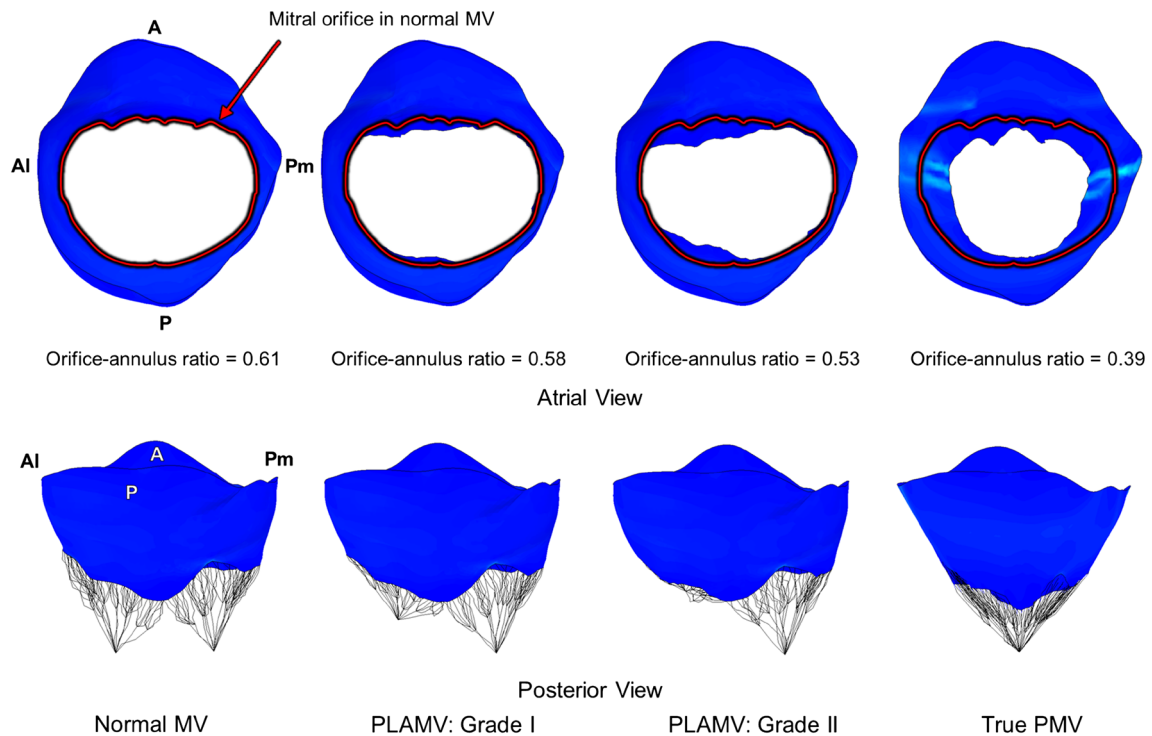 Mitral orifice in normal MV
A
Al
Pm
P
Orifice-annulus ratio = 0.61
Orifice-annulus ratio = 0.58
Orifice-annulus ratio = 0.53
Orifice-annulus ratio = 0.39
Atrial View
Al
A
Pm
P
Posterior View
Normal MV
PLAMV: Grade I
PLAMV: Grade II
True PMV